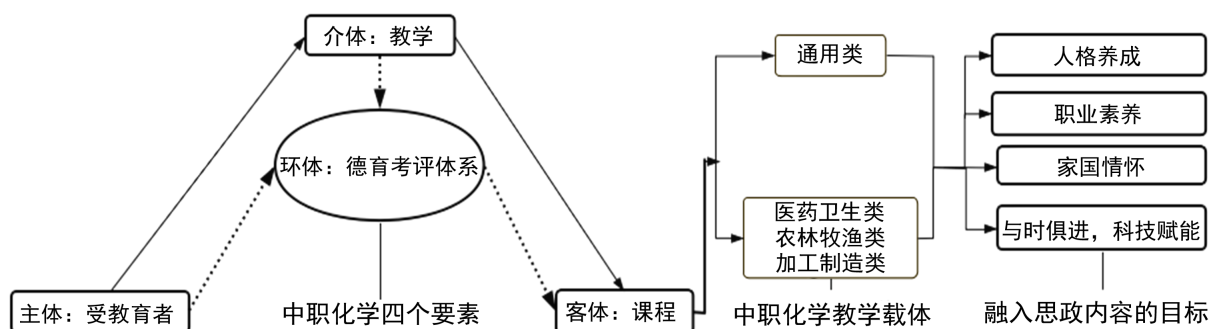 介体：教学
环体：德育考评体系
主体：受教育者
中职化学四个要素
客体：课程
通用类
医药卫生类
农林牧渔类
加工制造类
中职化学教学载体
人格养成
职业素养
家国情怀
与时俱进，科技赋能
融入思政内容的目标